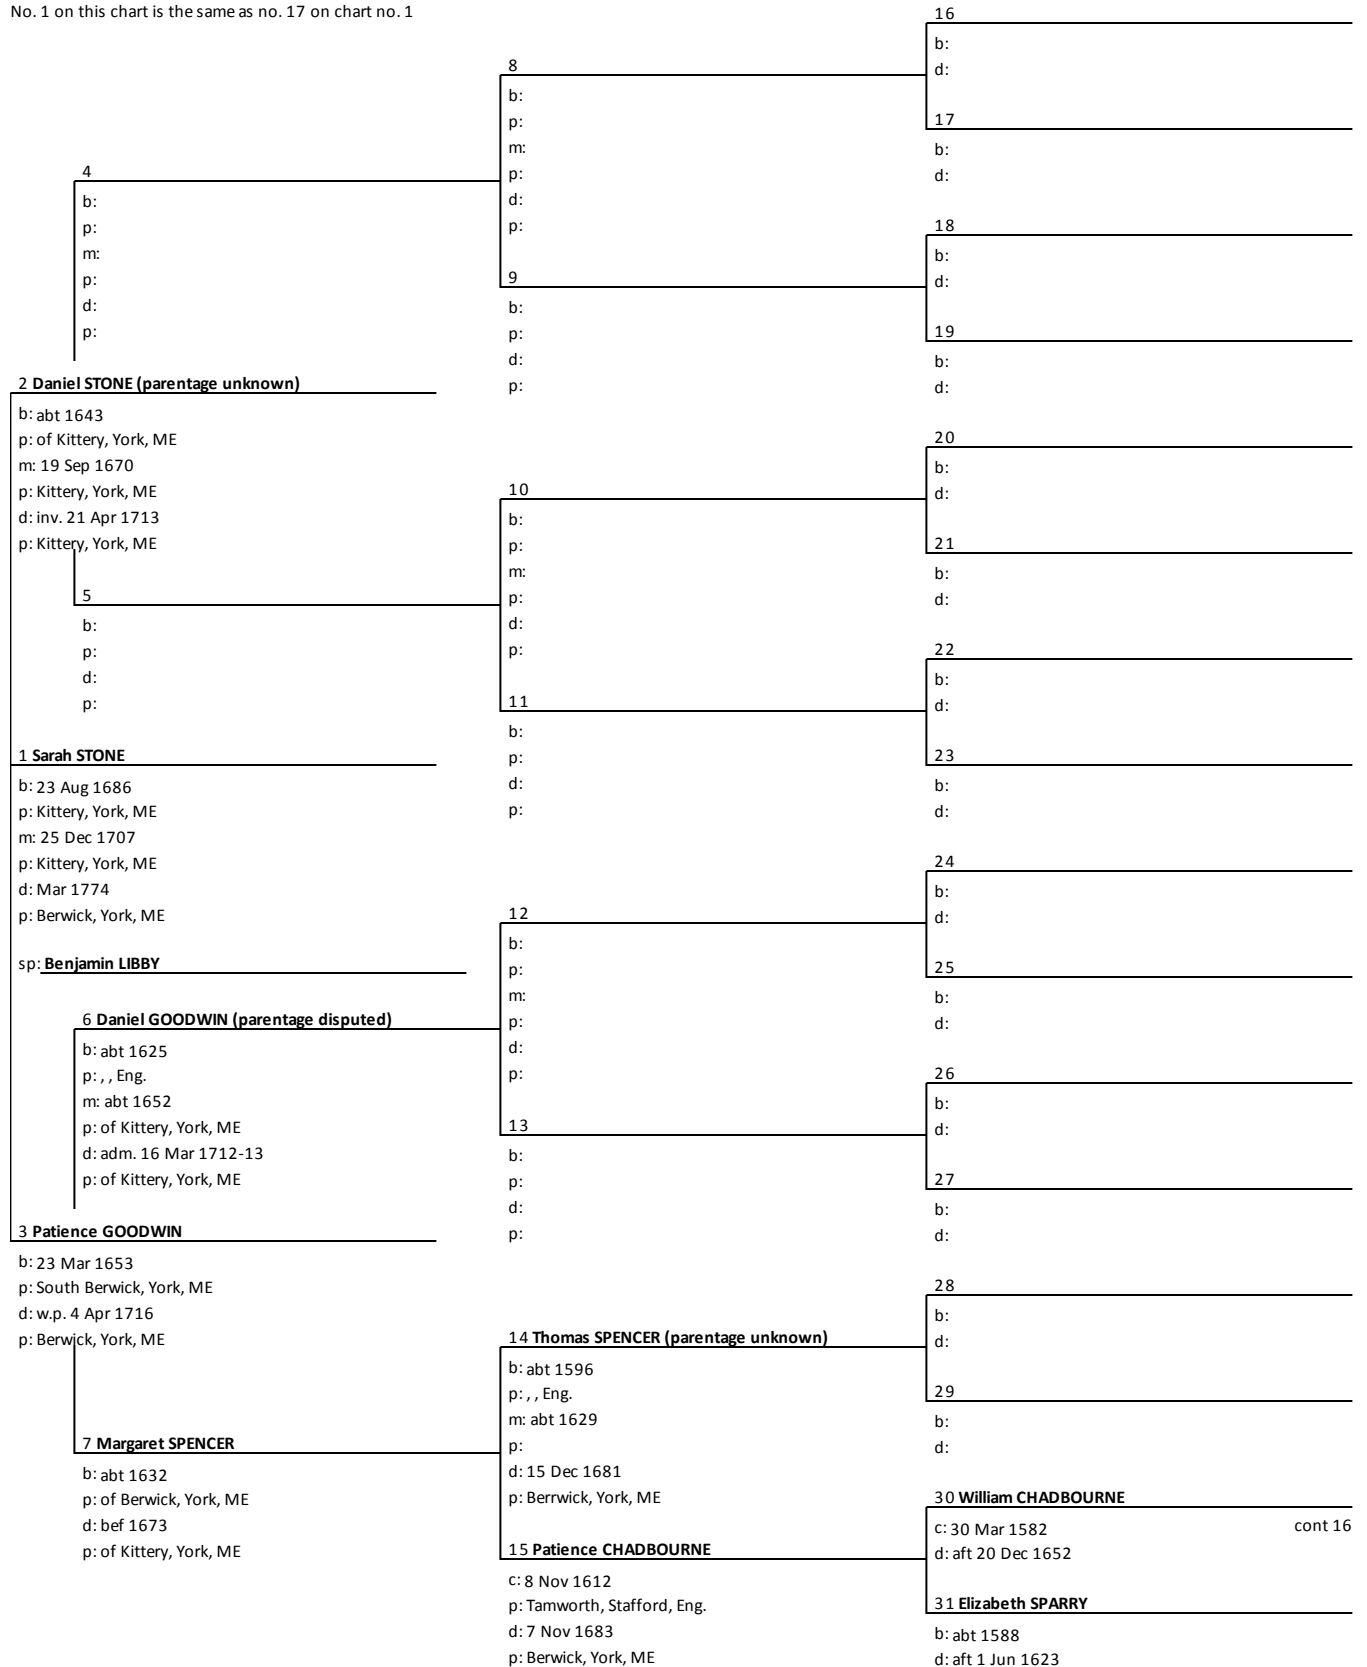 No. 1 on this chart is the same as no. 17 on chart no. 1
16
b:
d:
8
b:
p:
m:
p:
d:
p:
17
b:
d:
4
b:
p:
m:
p:
d:
p:
18
b:
d:
9
b:
p:
d:
p:
19
b:
d:
2 Daniel STONE (parentage unknown)
b: abt 1643
p: of Kittery, York, ME
m: 19 Sep 1670
p: Kittery, York, ME
d: inv. 21 Apr 1713
p: Kittery, York, ME
20
b:
d:
10
b:
p:
m:
p:
d:
p:
21
b:
d:
5
b:
p:
d:
p:
22
b:
d:
11
b:
p:
d:
p:
23
b:
d:
1 Sarah STONE
b: 23 Aug 1686
p: Kittery, York, ME
m: 25 Dec 1707
p: Kittery, York, ME
d: Mar 1774
p: Berwick, York, ME
sp: Benjamin LIBBY
24
b:
d:
12
b:
p:
m:
p:
d:
p:
25
b:
d:
6 Daniel GOODWIN (parentage disputed)
b: abt 1625
p: , , Eng.
m: abt 1652
p: of Kittery, York, ME
d: adm. 16 Mar 1712-13
p: of Kittery, York, ME
26
b:
d:
13
b:
p:
d:
p:
27
b:
d:
3 Patience GOODWIN
b: 23 Mar 1653
p: South Berwick, York, ME
d: w.p. 4 Apr 1716
p: Berwick, York, ME
28
b:
d:
14 Thomas SPENCER (parentage unknown)
b: abt 1596
p: , , Eng.
m: abt 1629
p:
d: 15 Dec 1681
p: Berrwick, York, ME
29
b:
d:
7 Margaret SPENCER
b: abt 1632
p: of Berwick, York, ME
d: bef 1673
p: of Kittery, York, ME
30 William CHADBOURNE
c: 30 Mar 1582 cont 16
d: aft 20 Dec 1652
15 Patience CHADBOURNE
c: 8 Nov 1612
p: Tamworth, Stafford, Eng.
d: 7 Nov 1683
p: Berwick, York, ME
31 Elizabeth SPARRY
b: abt 1588
d: aft 1 Jun 1623